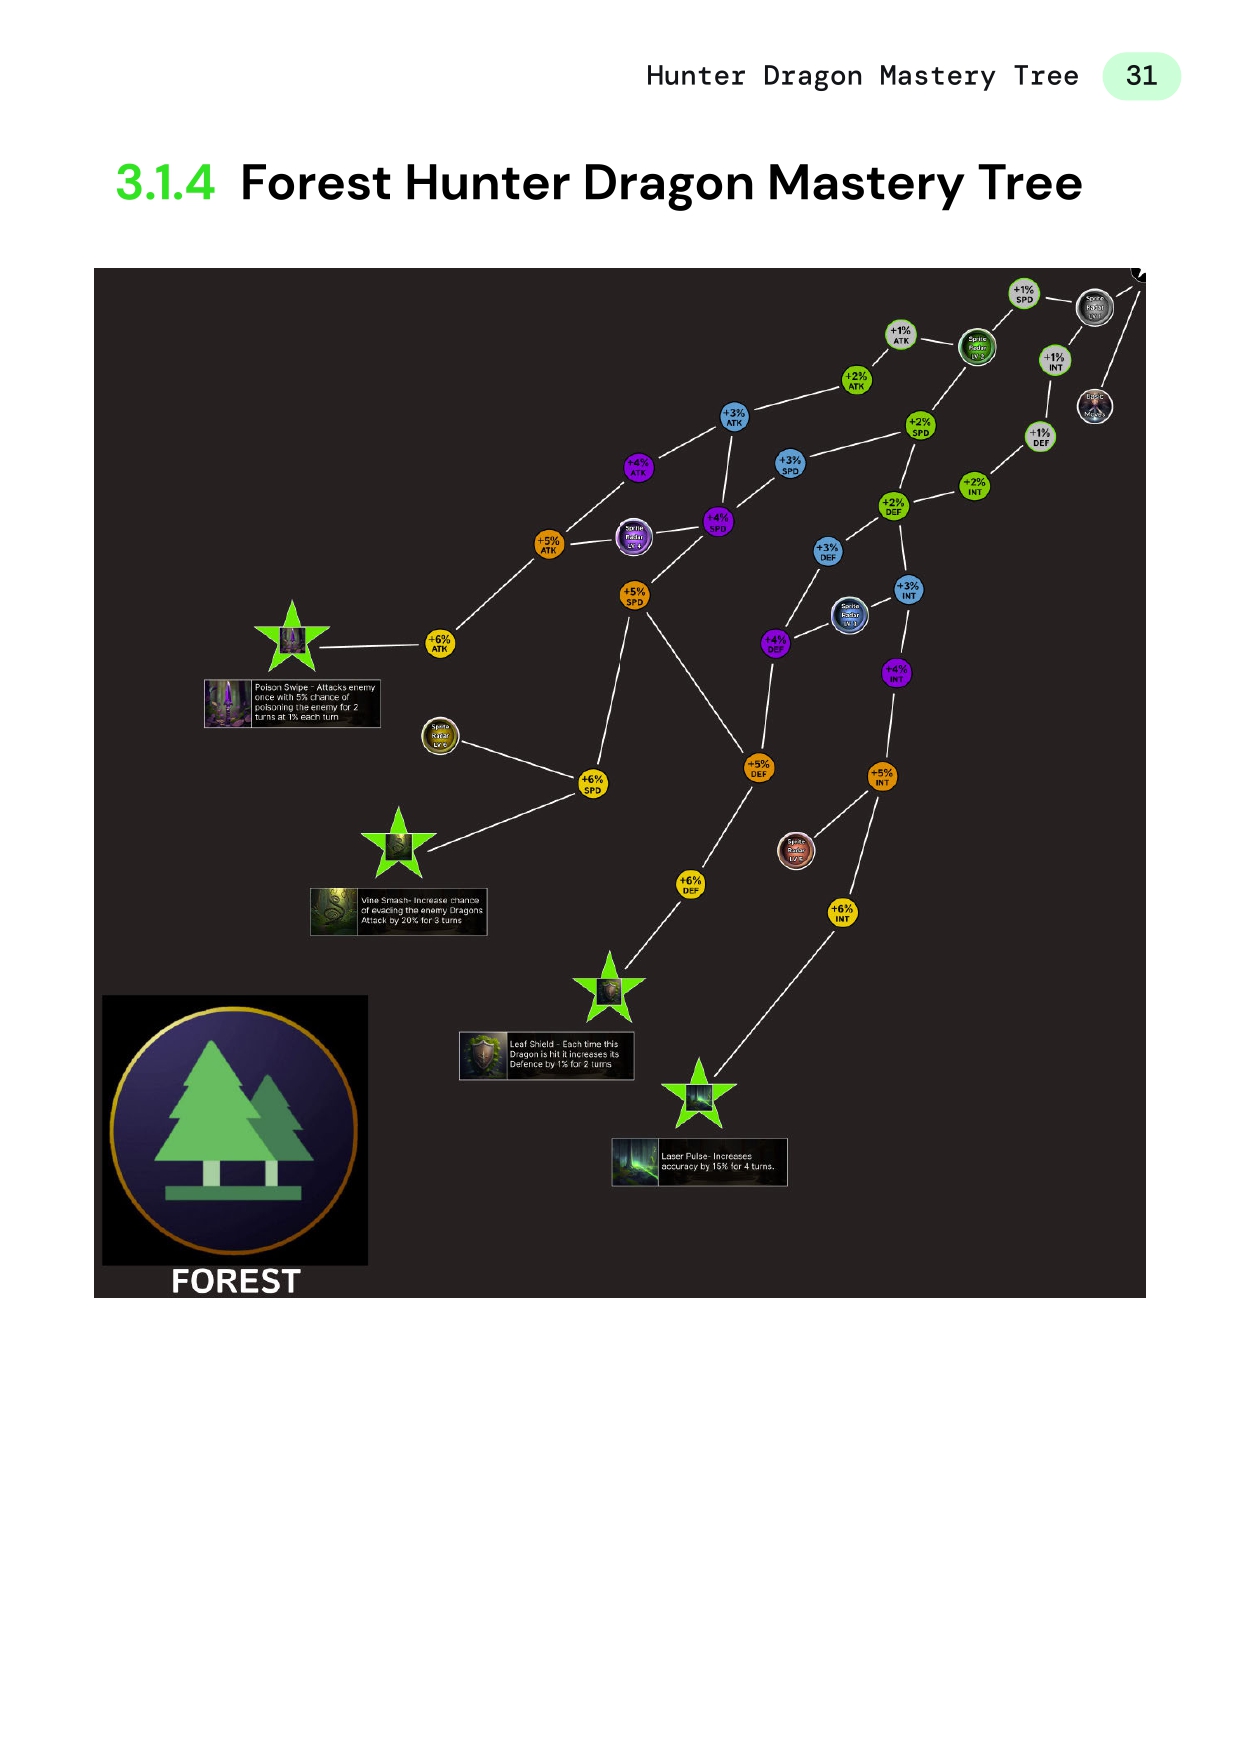 Hunter Dragon Mastery Tree 31
3.1.4 Forest Hunter Dragon Mastery Tree
+1%
SPD
Sprite
Radar
LV 1
+1%
ATK
Sprite
Radar
LV 2
+1%
INT
+2%
ATK
Basic
Moves
+3%
ATK
+2%
SPD
+1%
DEF
+4%
ATK
+3%
SPD
+2%
INT
+2%
DEF
+4%
SPD
Sprite
Radar
LV 4
+5%
ATK
+3%
DEF
+5%
SPD
+3%
INT
Sprite
Radar
LV 3
+6%
ATK
+4%
DEF
+4%
INT
Poison Swipe - Attacks enemy
once with 5% chance of
poisoning the enemy for 2
turns at 1% each turn
Sprite
Radar
LV 6
+6%
SPD
+5%
DEF
+5%
INT
Sprite
Radar
LV 5
Vine Smash- Increase chance
of evading the enemy Dragons
Attack by 20% for 3 turns
+6%
DEF
+6%
INT
Leaf Shield - Each time this
Dragon is hit it increases its
Defence by 1% for 2 turns
Laser Pulse- Increases
accuracy by 15% for 4 turns.
FOREST